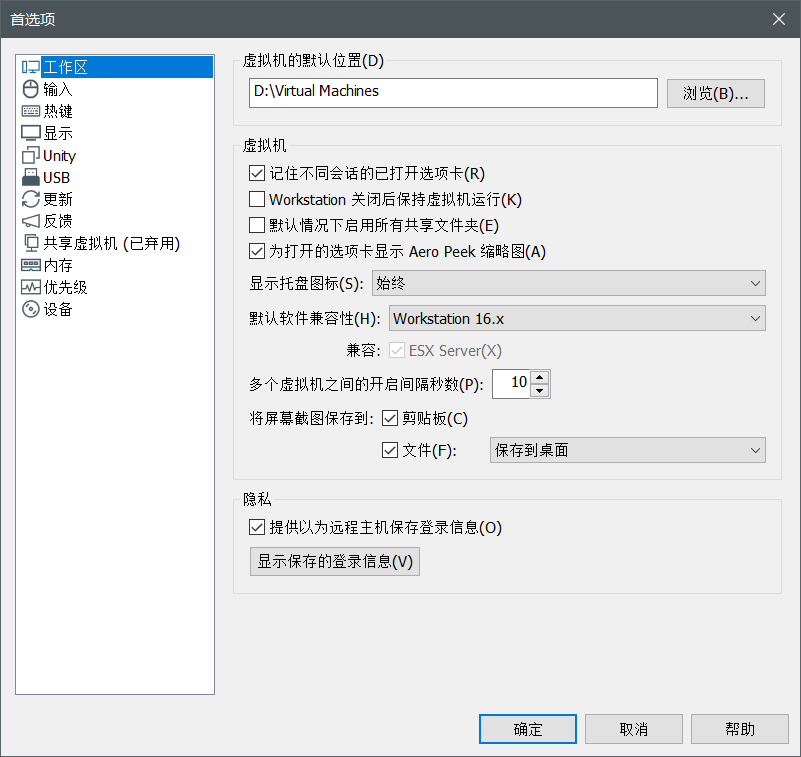 首选项
工作区
输入
热键
显示
Unity
USB
更新
反馈
共享虚拟机 (已弃用)
内存
优先级
设备
虚拟机的默认位置(D)
D:\Virtual Machines
浏览(B)...
虚拟机
记住不同会话的已打开选项卡(R)
Workstation 关闭后保持虚拟机运行(K)
默认情况下启用所有共享文件夹(E)
为打开的选项卡显示 Aero Peek 缩略图(A)
显示托盘图标(S): 始终
默认软件兼容性(H): Workstation 16.x
兼容: ESX Server(X)
多个虚拟机之间的开启间隔秒数(P): 10
将屏幕截图保存到: 剪贴板(C)
文件(F): 保存到桌面
隐私
提供以为远程主机保存登录信息(O)
显示保存的登录信息(V)
确定 取消 帮助